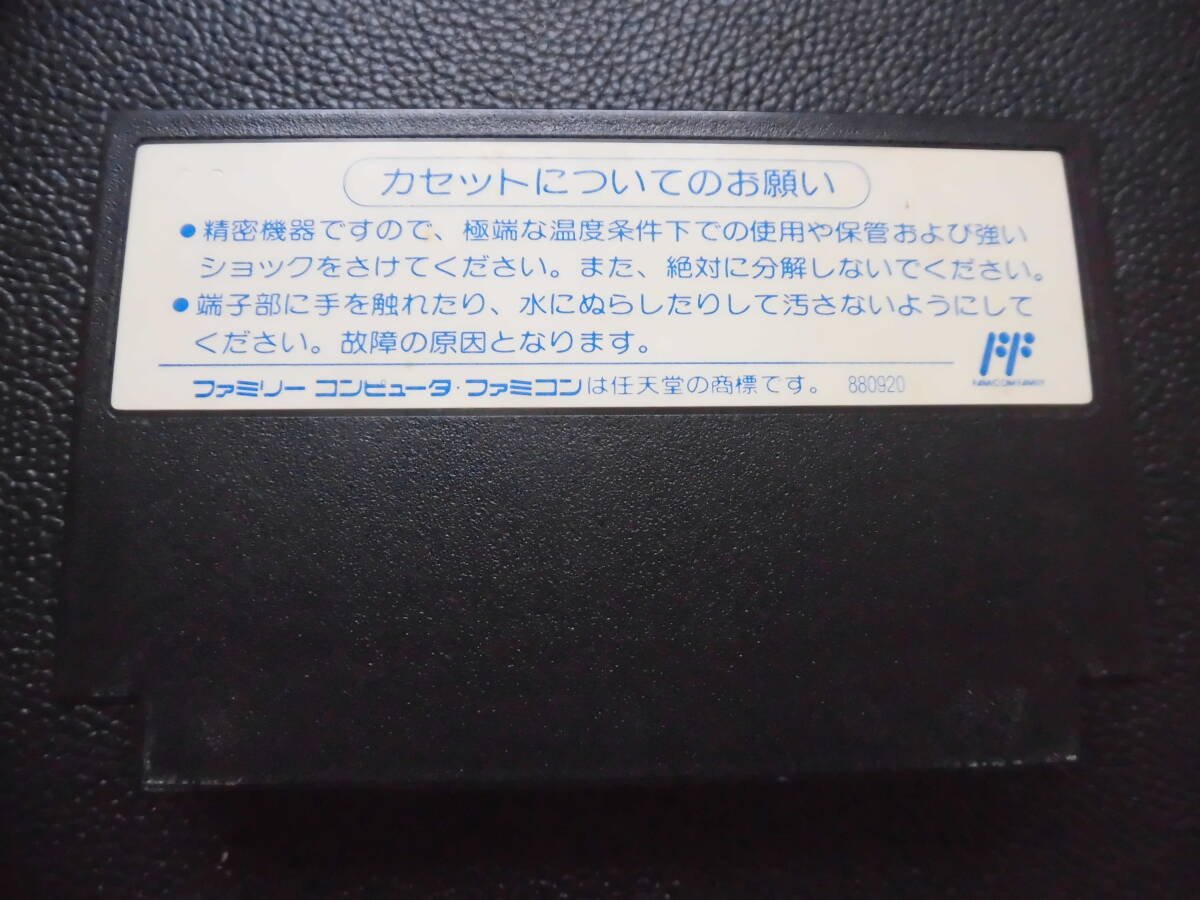 カセットについてのお願い
●精密機器ですので、極端な温度条件下での使用や保管および強い
ショックをさけてください。また、絶対に分解しないでください。
●端子部に手を触れたり、水にぬらしたりして汚さないようにして
ください。故障の原因となります。
FF
FAMICOM FAMILY
ファミリー コンピュータ・ファミコンは任天堂の商標です。 880920